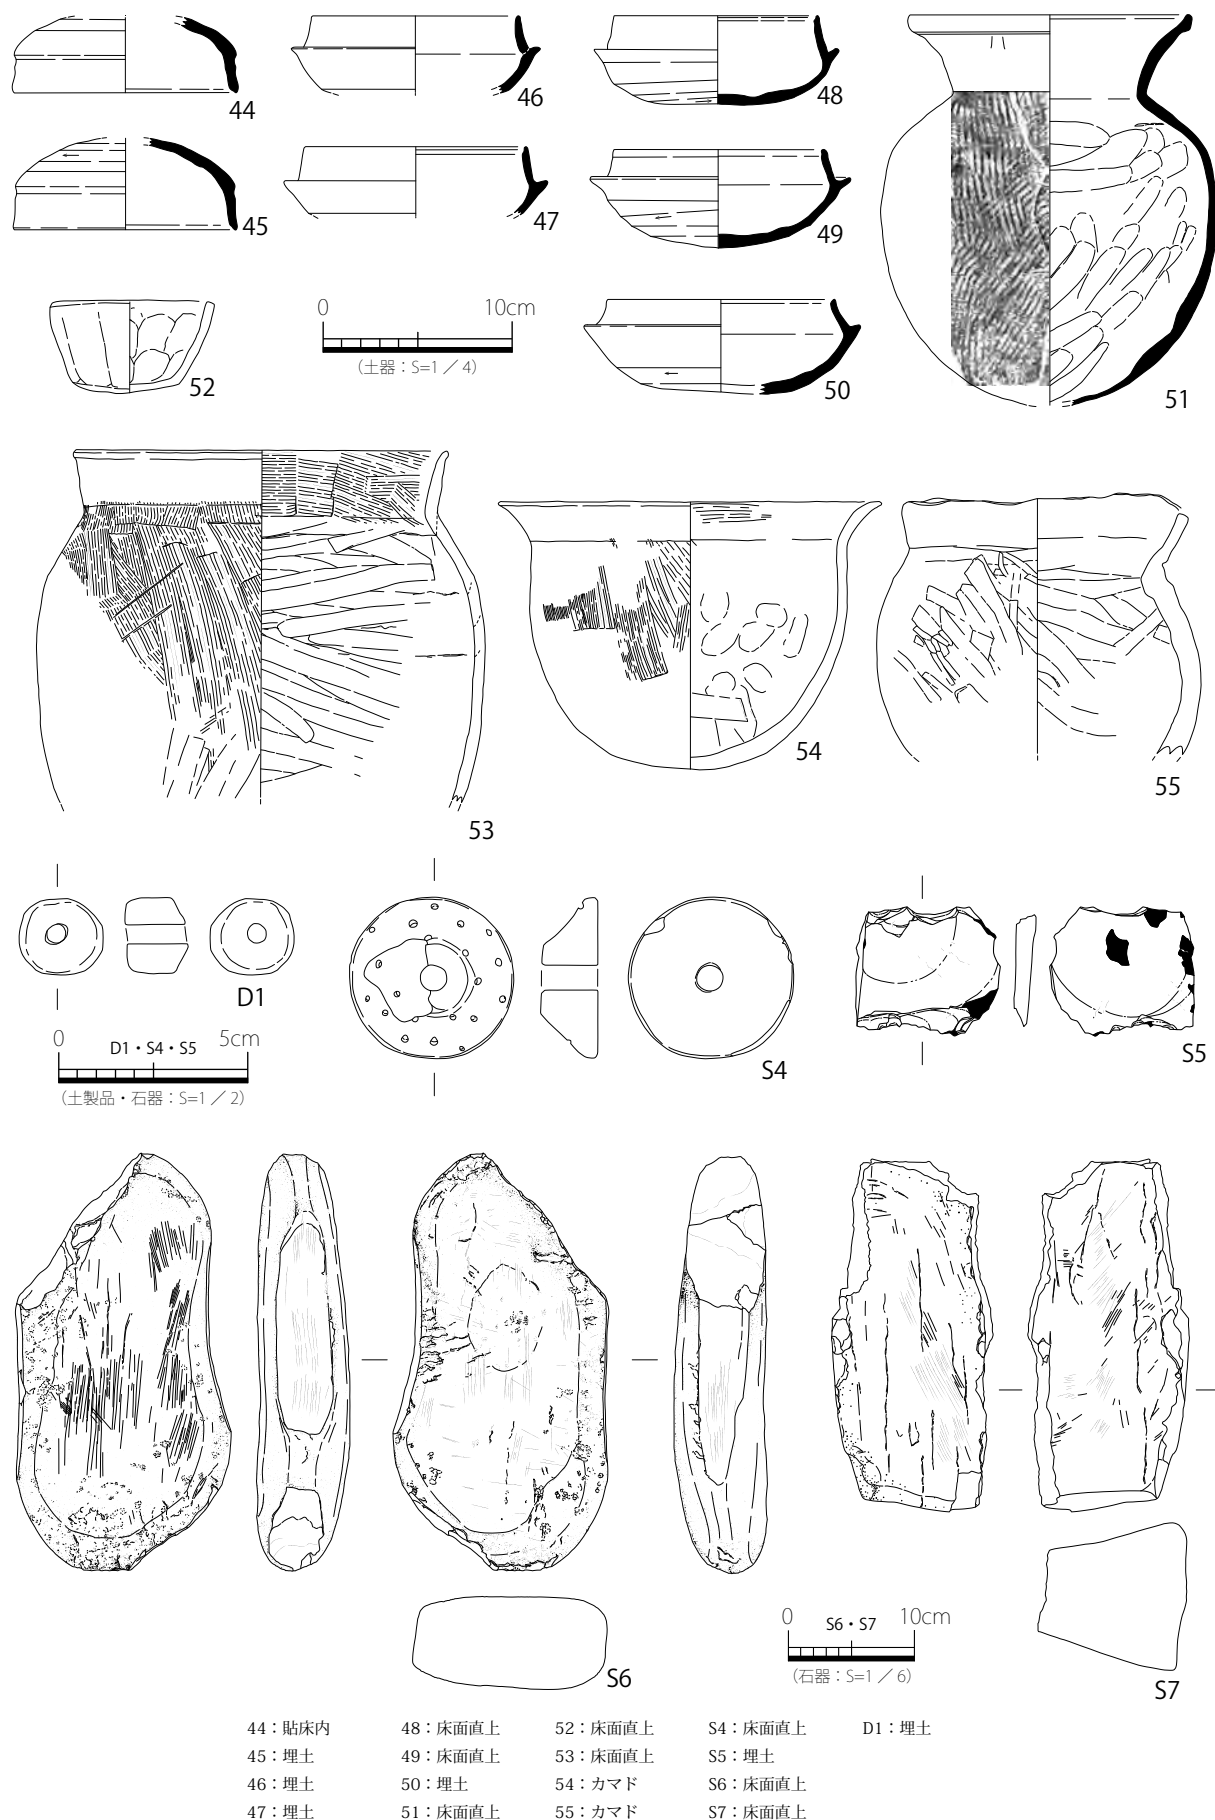 44
46
48
45
47
49
52
0 10cm
(土器：S=1／4)
50
51
53
54
55
D1
S4
S5
0 5cm
D1・S4・S5
(土製品・石器：S=1／2)
S6
0 10cm
S6・S7
(石器：S=1／6)
S7
44：貼床内 48：床面直上 52：床面直上 S4：床面直上 D1：埋土
45：埋土 49：床面直上 53：床面直上 S5：埋土
46：埋土 50：埋土 54：カマド S6：床面直上
47：埋土 51：床面直上 55：カマド S7：床面直上